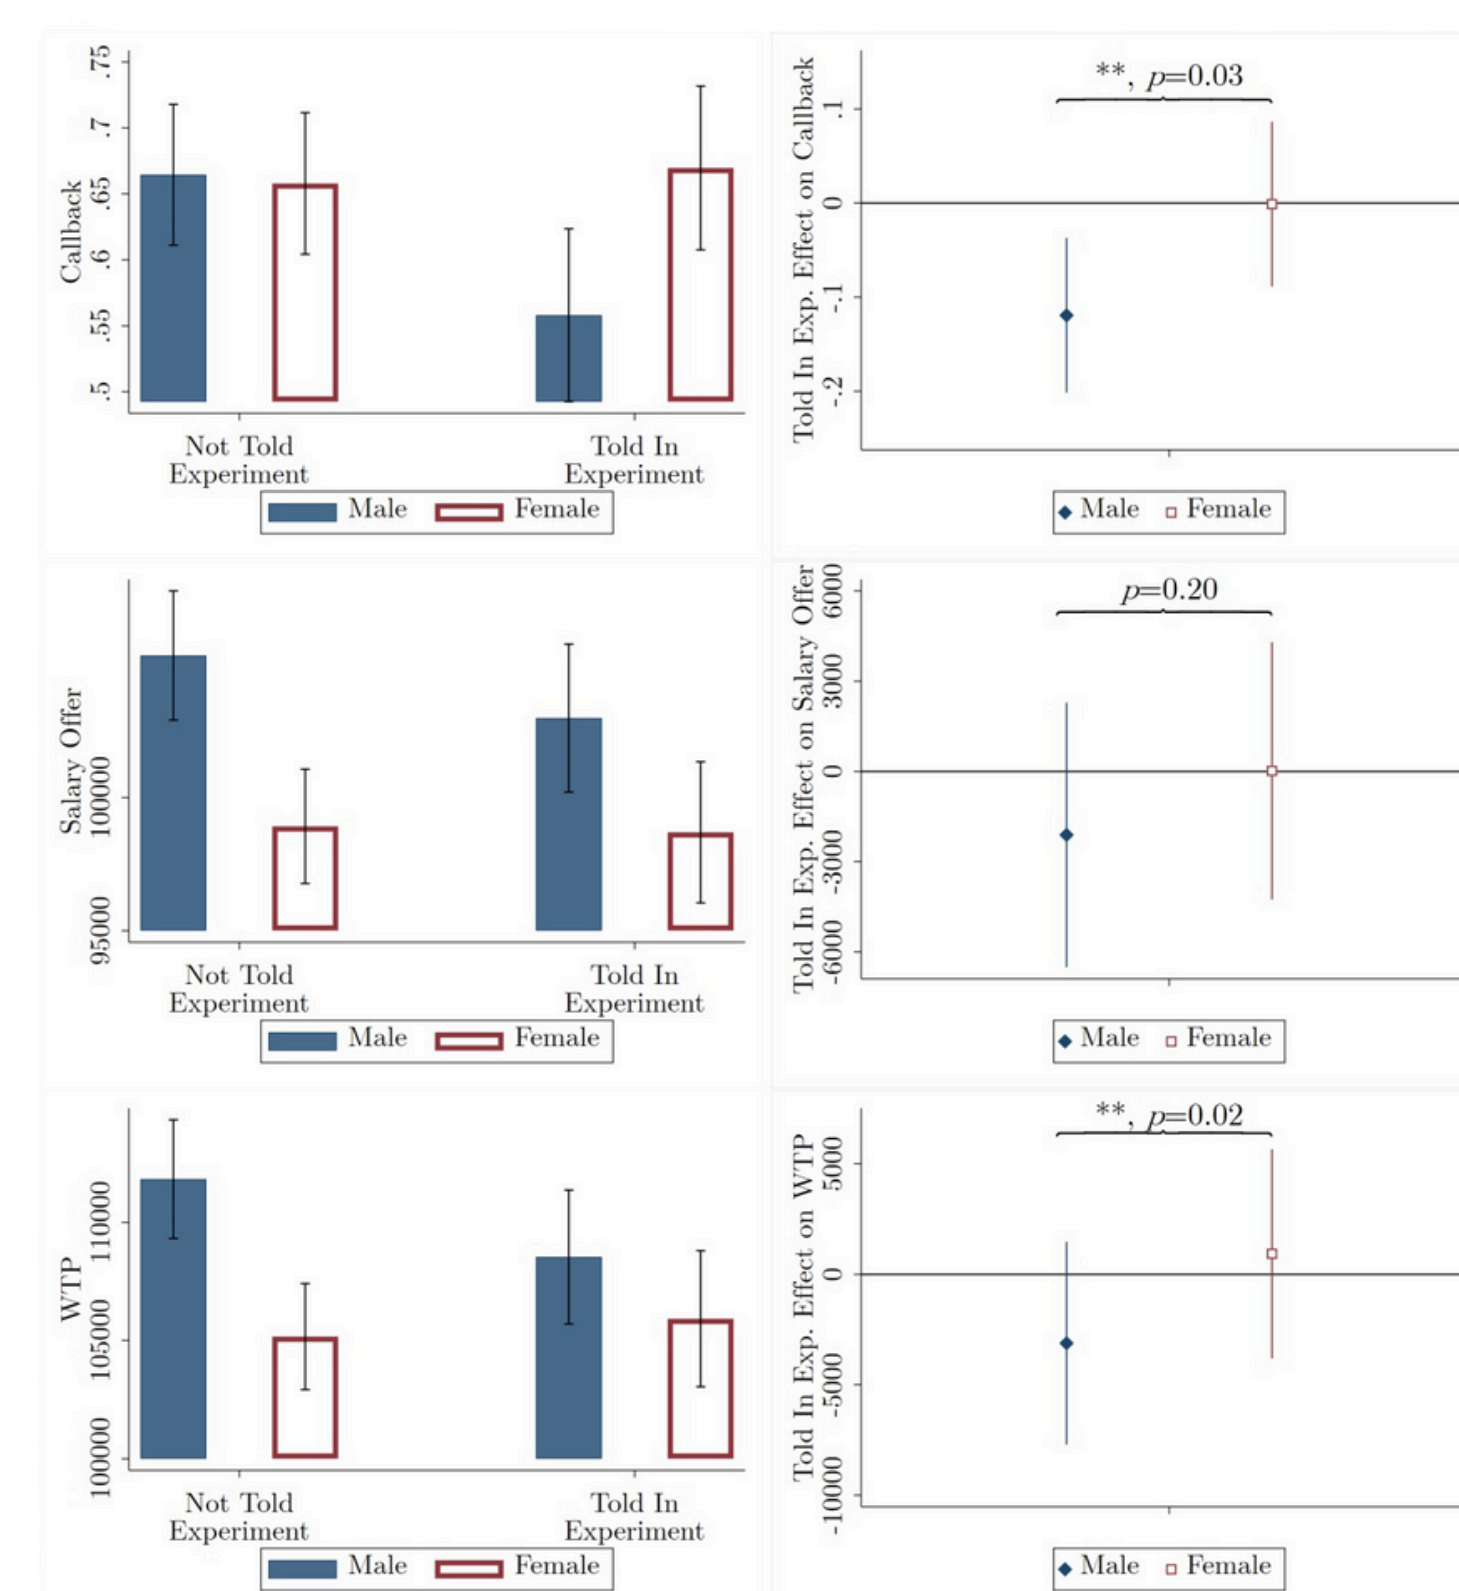 Callback
.75
.7
.65
.6
.55
.5
Not Told
Experiment
Told In
Experiment
Male
Female
Told In Exp. Effect on Callback
.1
0
-.1
-.2
**, p=0.03
Male
Female
Salary Offer
100000
95000
Not Told
Experiment
Told In
Experiment
Male
Female
Told In Exp. Effect on Salary Offer
6000
3000
0
-3000
-6000
p=0.20
Male
Female
WTP
110000
105000
100000
Not Told
Experiment
Told In
Experiment
Male
Female
Told In Exp. Effect on WTP
5000
0
-5000
-10000
**, p=0.02
Male
Female